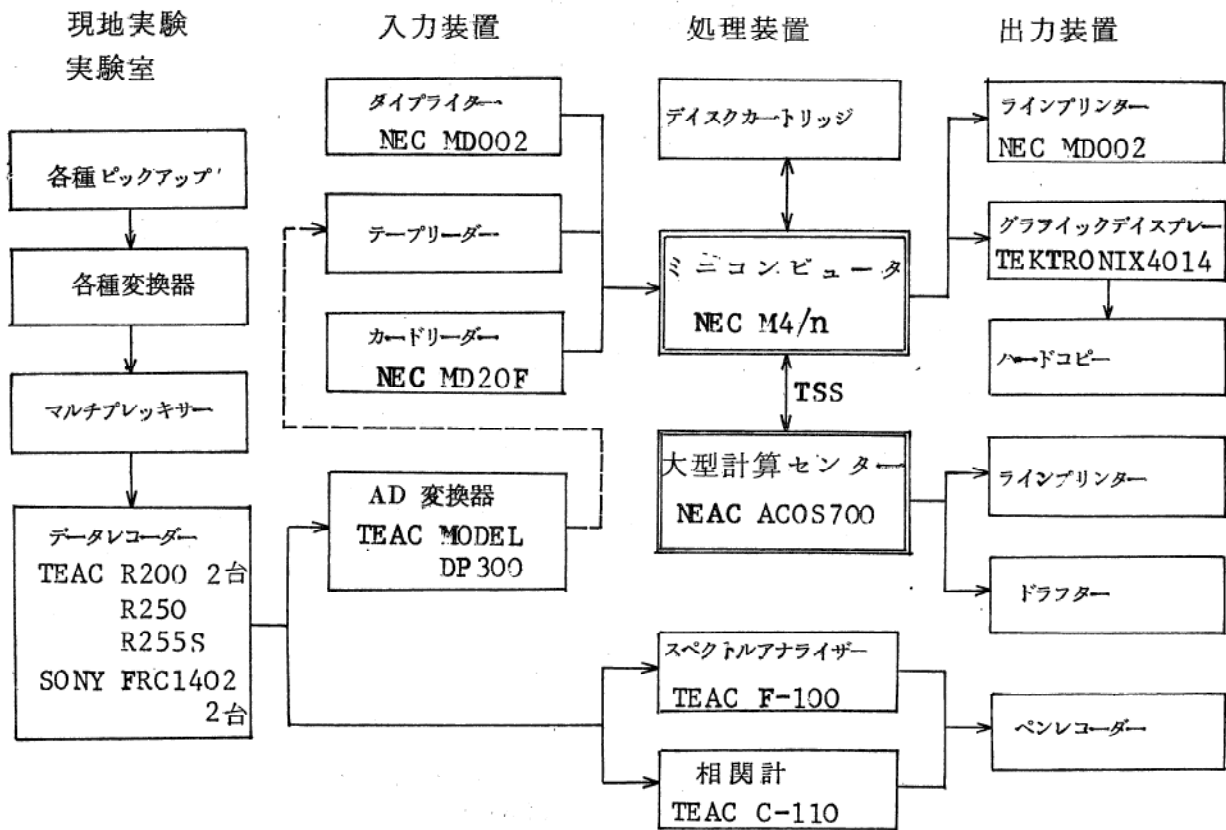 現地実験
実験室
各種ピックアップ
各種変換器
マルチプレッキサー
データレコーダー
TEAC R200 2台
R250
R255S
SONY FRC1402
2台
入力装置
タイプライター
NEC MD002
テープリーダー
カードリーダー
NEC MD20F
AD 変換器
TEAC MODEL
DP300
処理装置
デイスクカートリッジ
ミニコンピュータ
NEC M4/n
TSS
大型計算センター
NEAC ACOS700
スペクトルアナライザー
TEAC F-100
相関計
TEAC C-110
出力装置
ラインプリンター
NEC MD002
グラフイックデイスプレー
TEKTRONIX4014
ハードコピー
ラインプリンター
ドラフター
ペンレコーダー